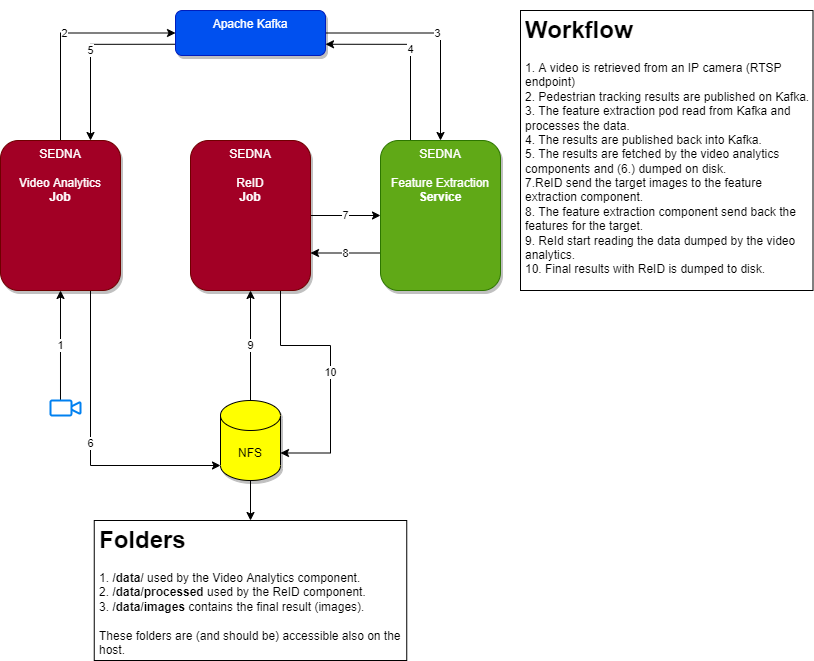 Apache Kafka
2
5
3
4
SEDNA
Video Analytics
Job
SEDNA
ReID
Job
SEDNA
Feature Extraction
Service
7
8
1
9
10
6
NFS
Workflow
1. A video is retrieved from an IP camera (RTSP
endpoint)
2. Pedestrian tracking results are published on Kafka.
3. The feature extraction pod read from Kafka and
processes the data.
4. The results are published back into Kafka.
5. The results are fetched by the video analytics
components and (6.) dumped on disk.
7.ReID send the target images to the feature
extraction component.
8. The feature extraction component send back the
features for the target.
9. ReId start reading the data dumped by the video
analytics.
10. Final results with ReID is dumped to disk.
Folders
1. /data/ used by the Video Analytics component.
2. /data/processed used by the ReID component.
3. /data/images contains the final result (images).
These folders are (and should be) accessible also on the
host.